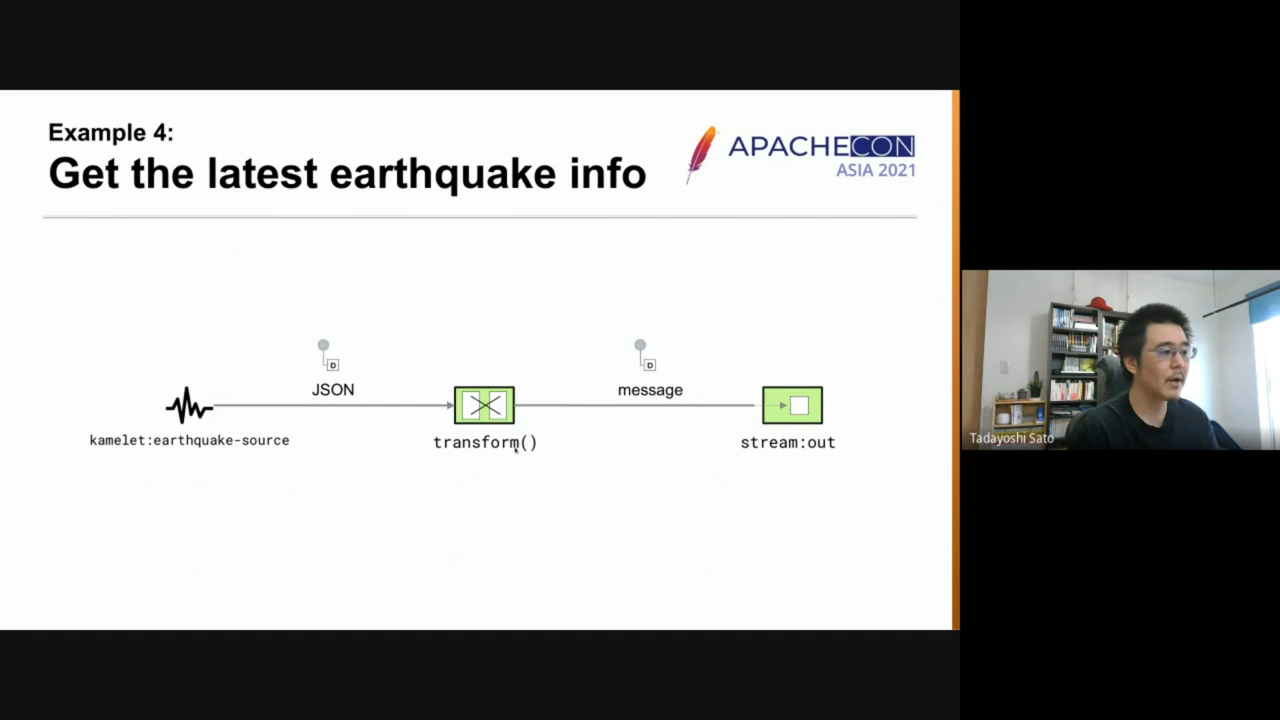 Example 4:
Get the latest earthquake info
APACHECON
ASIA 2021
D
D
JSON
message
kamelet:earthquake-source
transform()
stream:out
Tadayoshi Sato